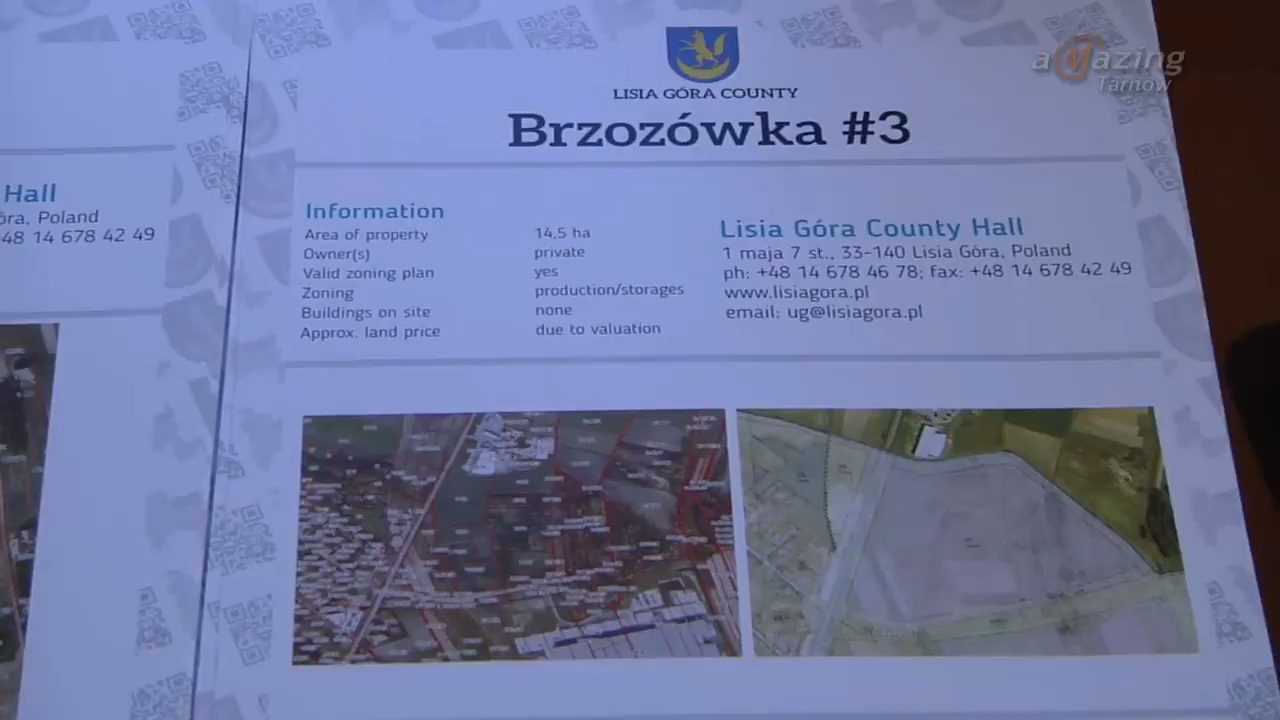 aMazing
Tarnów
LISIA GÓRA COUNTY
Brzozówka #3
Hall
óra, Poland
48 14 678 42 49
Information
Area of property 14,5 ha
Owner(s) private
Valid zoning plan yes
Zoning production/storages
Buildings on site none
Approx. land price due to valuation
Lisia Góra County Hall
1 maja 7 st., 33-140 Lisia Góra, Poland
ph: +48 14 678 46 78; fax: +48 14 678 42 49
www.lisiagora.pl
email: ug@lisiagora.pl